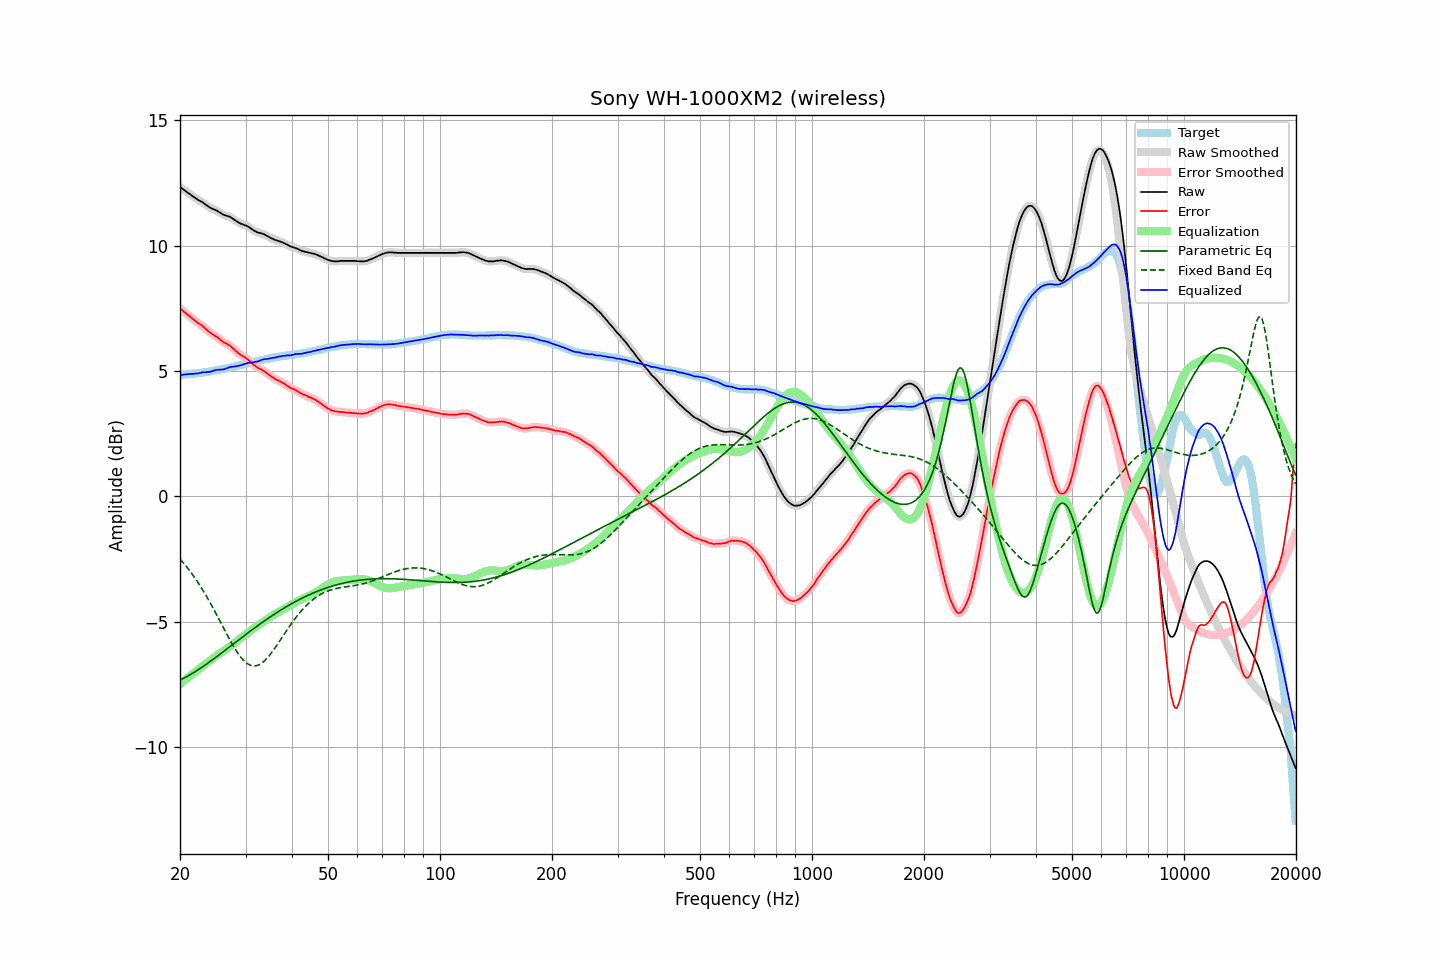 Sony WH-1000XM2 (wireless)
15
10
5
0
−5
−10
Amplitude (dBr)
Target
Raw Smoothed
Error Smoothed
Raw
Error
Equalization
Parametric Eq
Fixed Band Eq
Equalized
20
50
100
200
500
1000
2000
5000
10000
20000
Frequency (Hz)